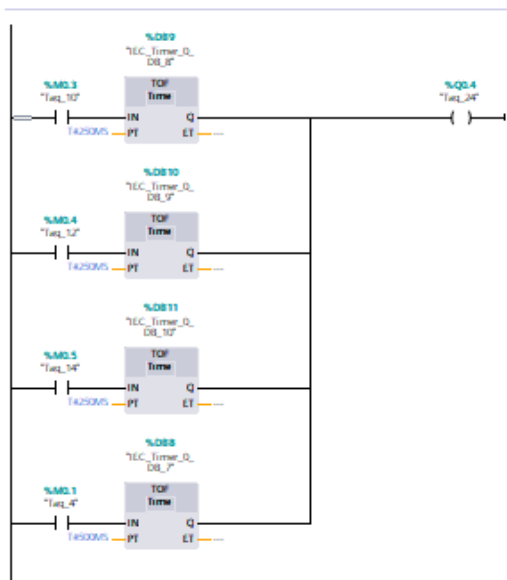 %DB9
"IEC_Timer_0_
DB_8"
%M0.3
"Tag_10"
TOF
Time
%Q0.4
"Tag_24"
IN Q
T#250MS PT ET ...
%DB10
"IEC_Timer_0_
DB_9"
%M0.4
"Tag_12"
TOF
Time
IN Q
T#250MS PT ET ...
%DB11
"IEC_Timer_0_
DB_10"
%M0.5
"Tag_14"
TOF
Time
IN Q
T#250MS PT ET ...
%DB8
"IEC_Timer_0_
DB_7"
%M0.1
"Tag_4"
TOF
Time
IN Q
T#500MS PT ET ...